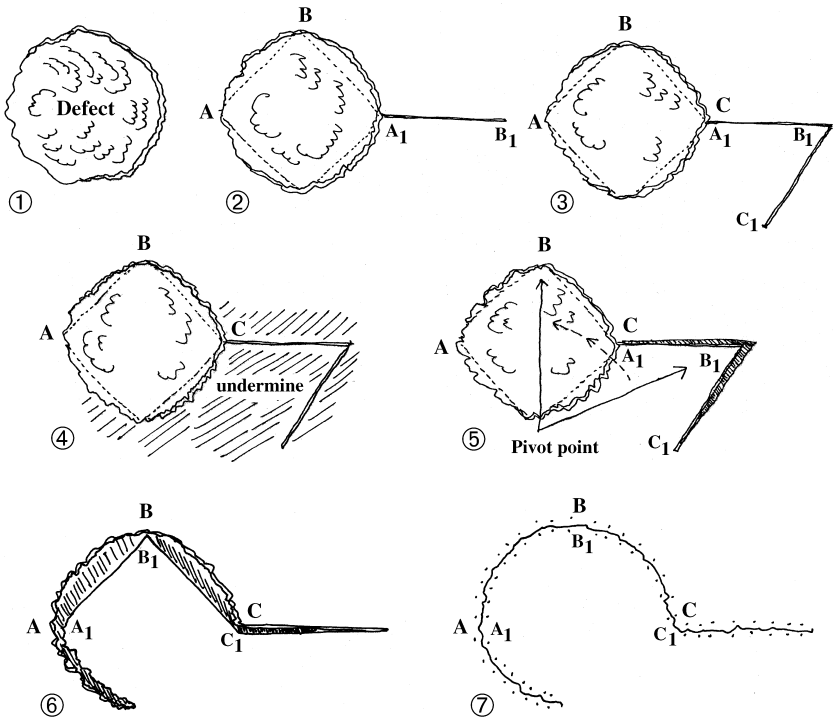 Defect
①
B
A
A1
B1
②
B
A
C
A1
B1
C1
③
B
A
C
undermine
④
B
A
C
A1
B1
C1
Pivot point
⑤
B
B1
A
A1
C
C1
⑥
B
B1
A
A1
C
C1
⑦